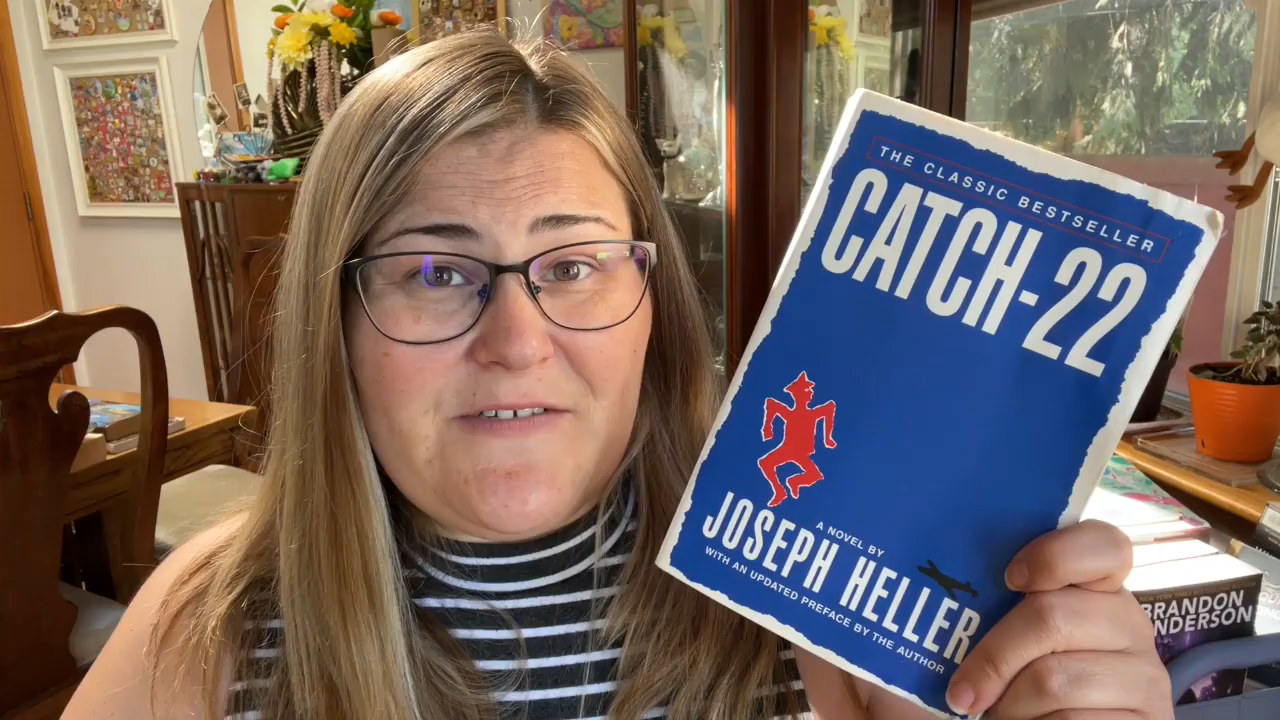 THE CLASSIC BESTSELLER
CATCH-22
A NOVEL BY
JOSEPH HELLER
WITH AN UPDATED PREFACE BY THE AUTHOR
BRANDON